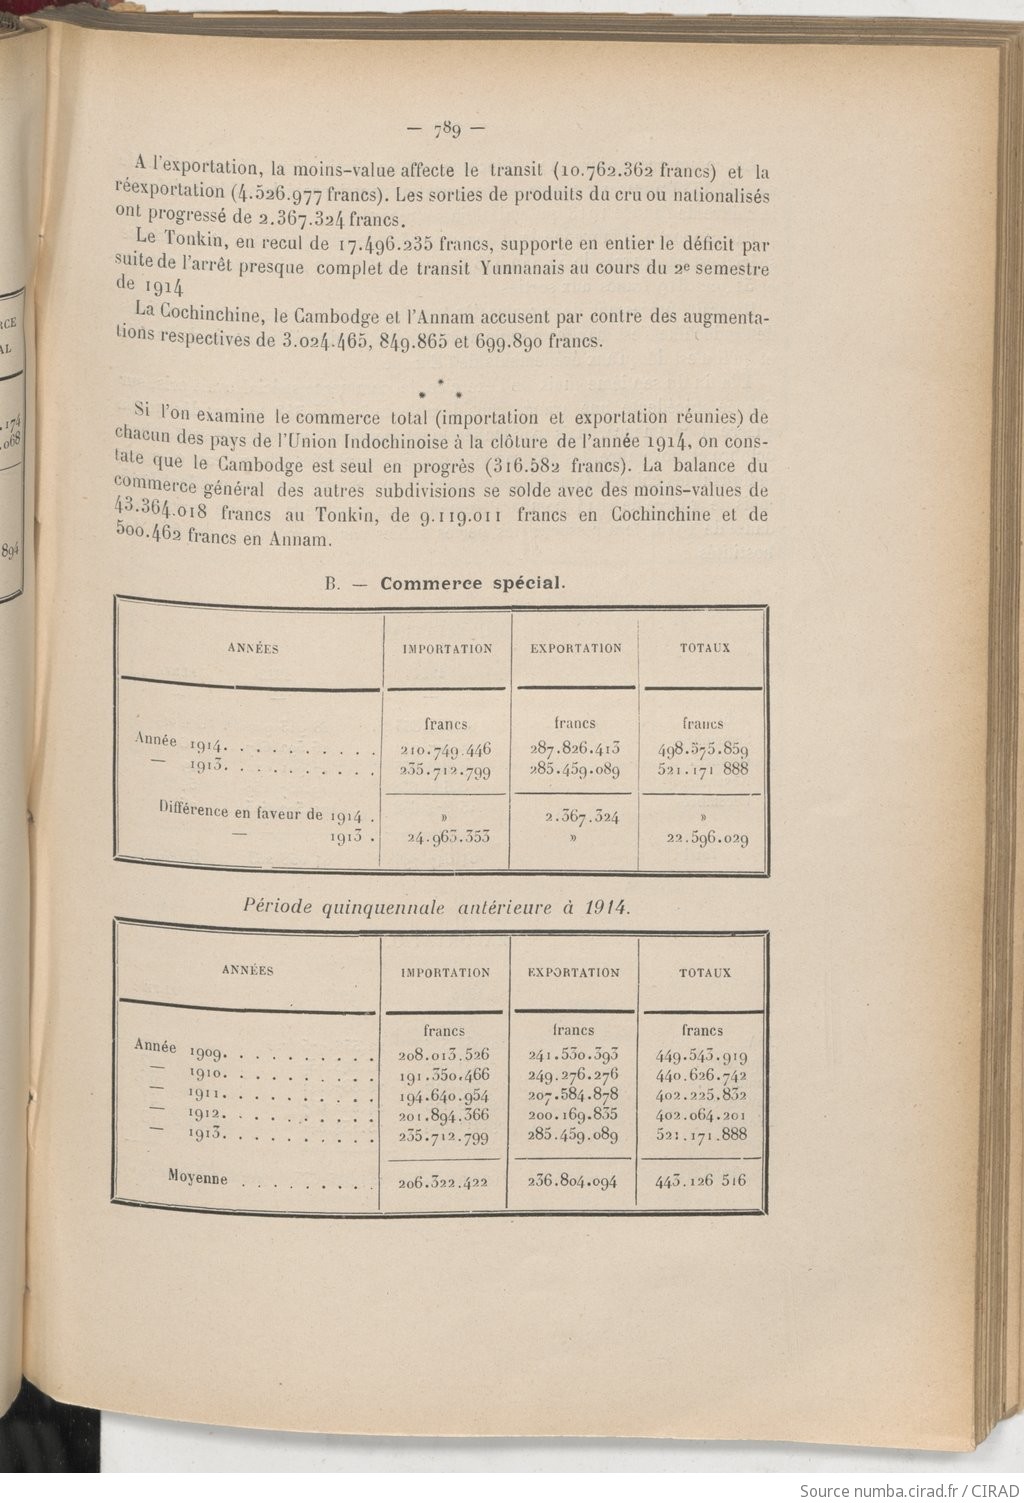 — 789 —
A l'exportation, la moins-value affecte le transit (10.762.362 francs) et la
réexportation (4.526.977 francs). Les sorties de produits du cru ou nationalisés
ont progressé de 2.367.324 francs.
Le Tonkin, en recul de 17.496.235 francs, supporte en entier le déficit par
suite de l'arrêt presque complet de transit Yunnanais au cours du 2e semestre
de 1914
La Cochinchine, le Cambodge et l'Annam accusent par contre des augmenta-
tions respectives de 3.024.465, 849.865 et 699.890 francs.
*
* *
Si l'on examine le commerce total (importation et exportation réunies) de
chacun des pays de l'Union Indochinoise à la clôture de l'année 1914, on cons-
tate que le Cambodge est seul en progrès (316.582 francs). La balance du
commerce général des autres subdivisions se solde avec des moins-values de
43.364.018 francs au Tonkin, de 9.119.011 francs en Cochinchine et de
500.462 francs en Annam.
B. — Commerce spécial.
ANNÉES IMPORTATION EXPORTATION TOTAUX
francs francs francs
Année 1914. . . . . . . . . . 210.749.446 287.826.413 498.575.859
— 1913. . . . . . . . . . 235.712.799 285.459.089 521.171 888
Différence en faveur de 1914 . » 2.367.324 »
— 1913 . 24.963.353 » 22.596.029
Période quinquennale antérieure à 1914.
ANNÉES IMPORTATION EXPORTATION TOTAUX
francs francs francs
Année 1909. . . . . . . . . . 208.013.526 241.530.393 449.543.919
— 1910. . . . . . . . . . 191.350.466 249.276.276 440.626.742
— 1911. . . . . . . . . . 194.640.954 207.584.878 402.225.832
— 1912. . . . . . . . . . 201.894.366 200.169.835 402.064.201
— 1913. . . . . . . . . . 235.712.799 285.459.089 521.171.888
Moyenne . . . . . . . . 206.322.422 236.804.094 443.126 516
RCE
AL
.174
.068
894
Source numba.cirad.fr / CIRAD